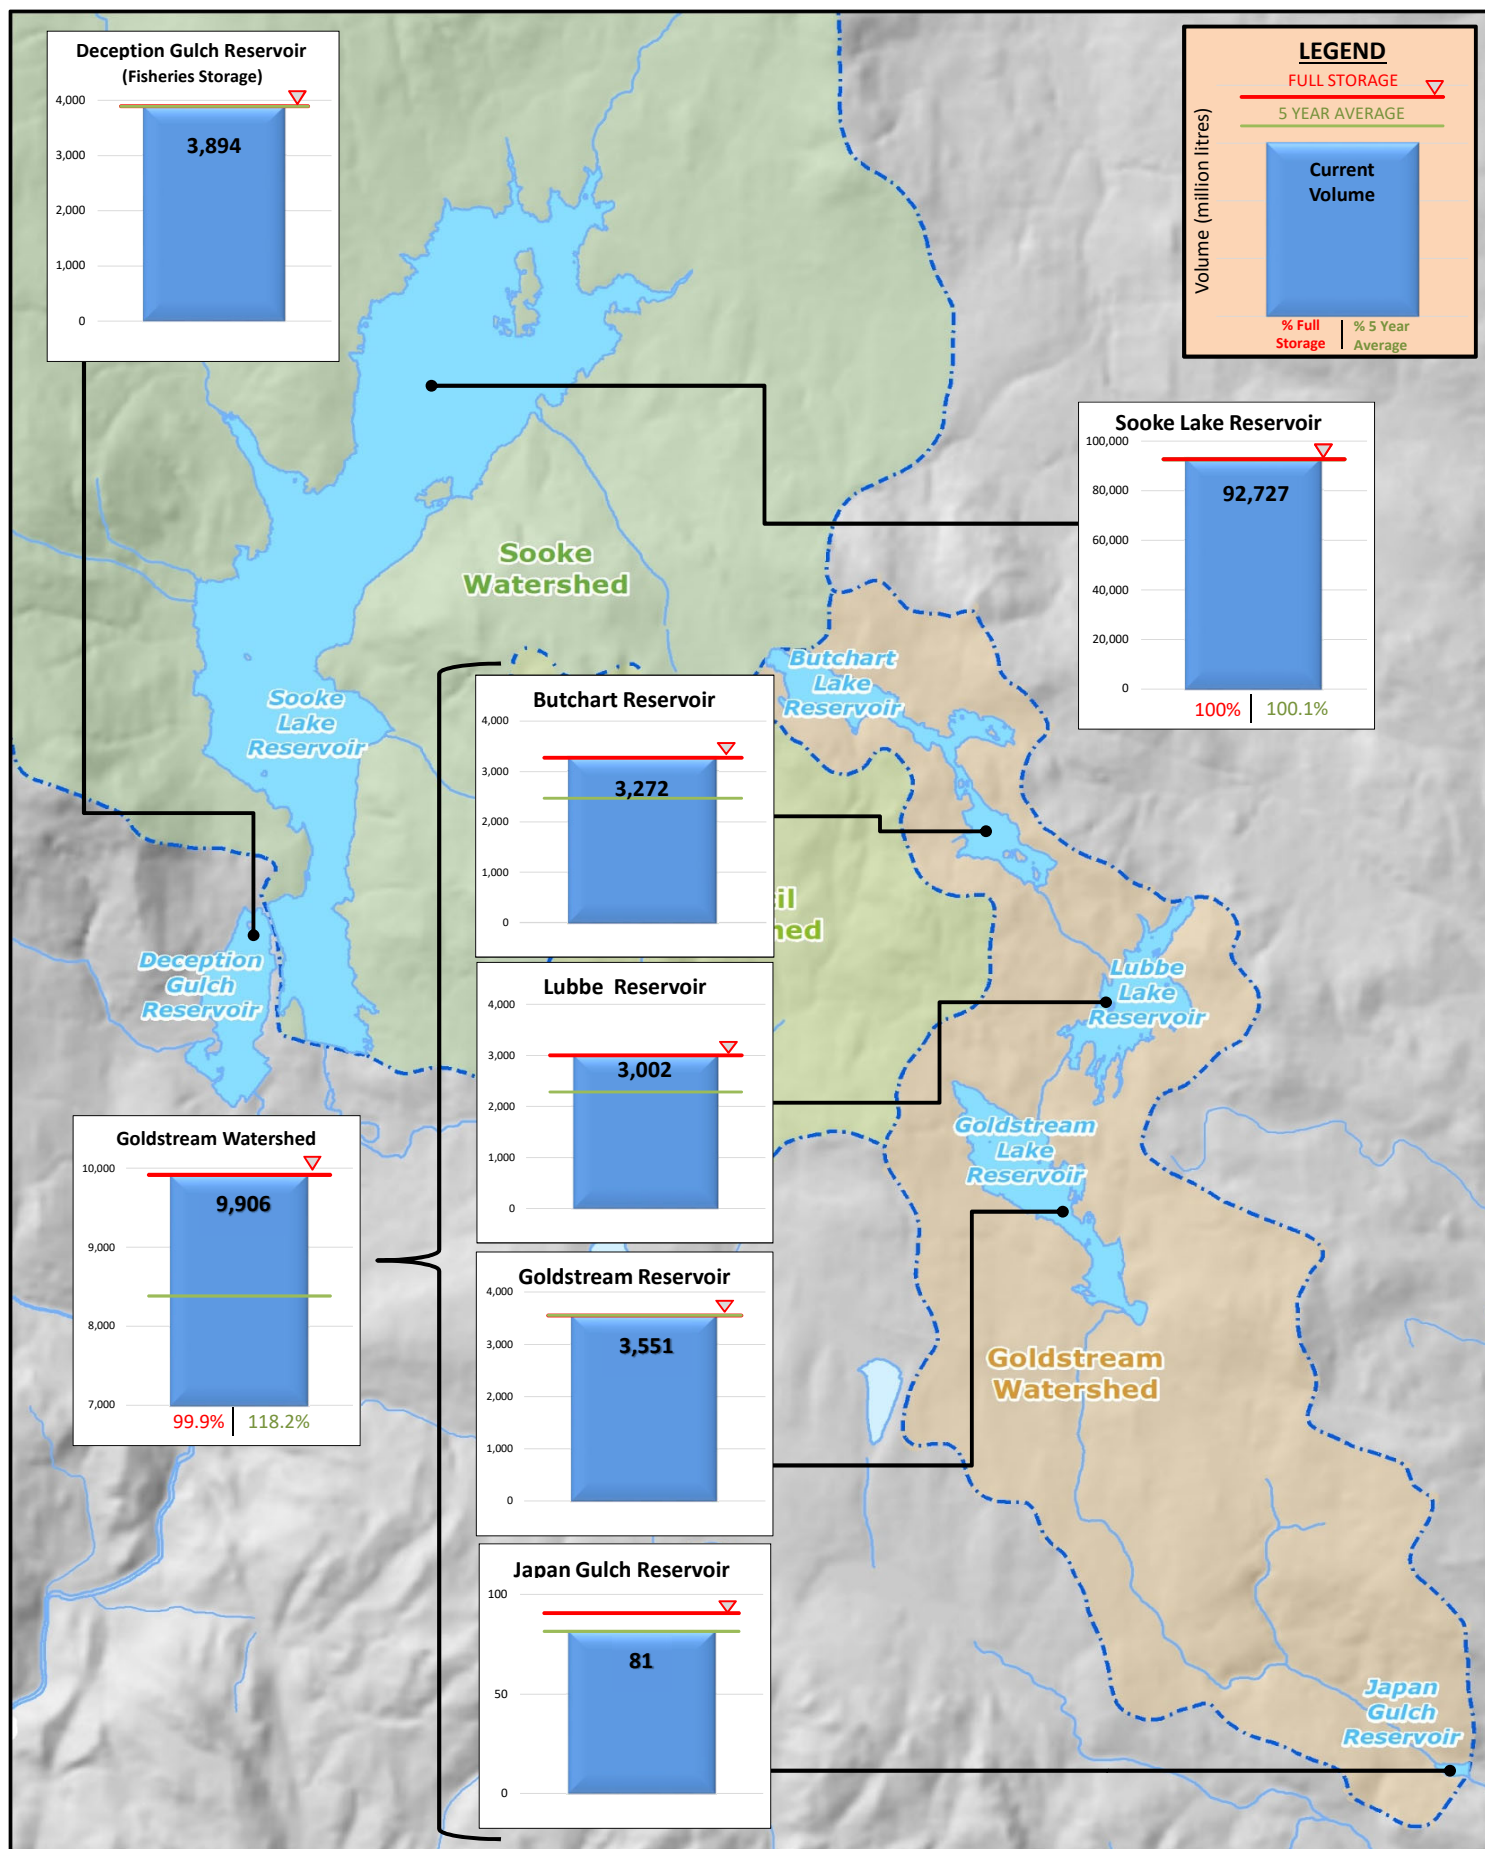 Deception Gulch Reservoir
(Fisheries Storage)
4,000
3,000
2,000
1,000
0
3,894
LEGEND
FULL STORAGE
5 YEAR AVERAGE
Volume (million litres)
Current
Volume
% Full
Storage
% 5 Year
Average
Sooke Lake Reservoir
100,000
80,000
60,000
40,000
20,000
0
92,727
100%
100.1%
Sooke
Watershed
Sooke
Lake
Reservoir
Butchart
Lake
Reservoir
Butchart Reservoir
4,000
3,000
2,000
1,000
0
3,272
cil
hed
Deception
Gulch
Reservoir
Lubbe
Lake
Reservoir
Lubbe Reservoir
4,000
3,000
2,000
1,000
0
3,002
Goldstream
Lake
Reservoir
Goldstream Watershed
10,000
9,000
8,000
7,000
9,906
99.9%
118.2%
Goldstream Reservoir
4,000
3,000
2,000
1,000
0
3,551
Goldstream
Watershed
Japan Gulch Reservoir
100
50
0
81
Japan
Gulch
Reservoir